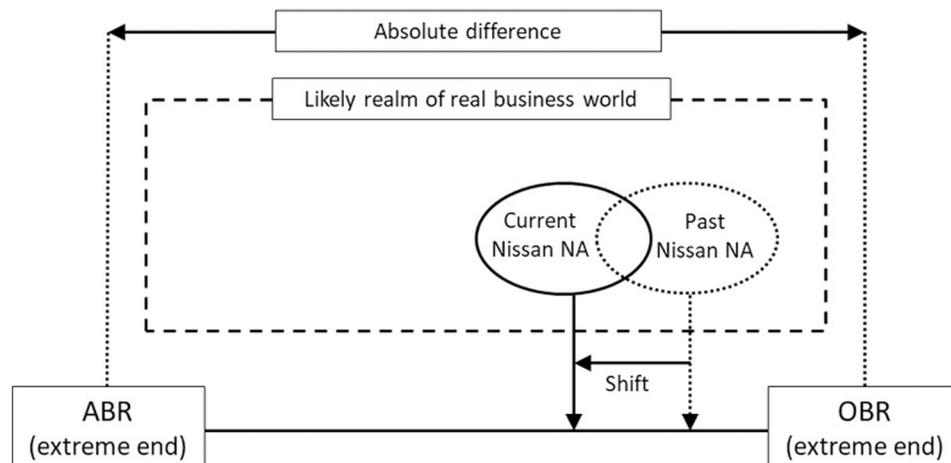 Absolute difference
Likely realm of real business world
Current
Nissan NA
Past
Nissan NA
Shift
ABR
(extreme end)
OBR
(extreme end)